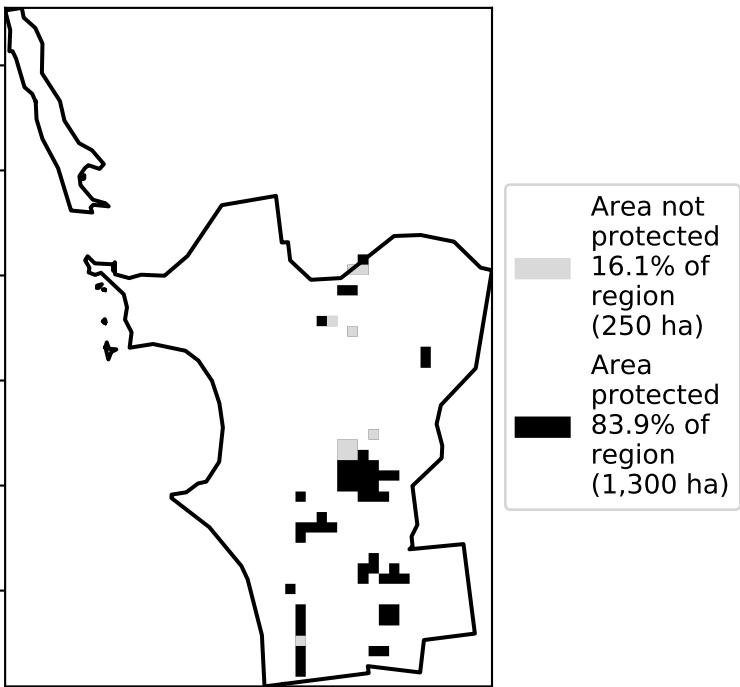 Area not
protected
16.1% of
region
(250 ha)
Area
protected
83.9% of
region
(1,300 ha)